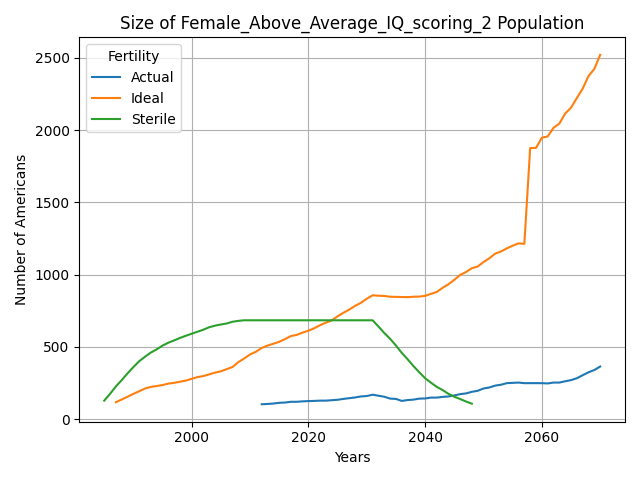 Size of Female_Above_Average_IQ_scoring_2 Population
Fertility
Actual
Ideal
Sterile
Number of Americans
2500
2000
1500
1000
500
0
2000
2020
2040
2060
Years